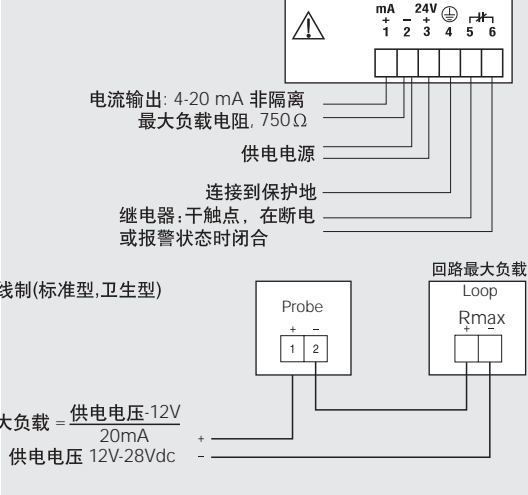 mA 24V
+ − +
1 2 3 4 5 6
电流输出: 4-20 mA 非隔离
最大负载电阻, 750Ω
供电电源
连接到保护地
继电器:干触点，在断电
或报警状态时闭合
线制(标准型,卫生型)
回路最大负载
Probe
+ −
1 2
Loop
Rmax
+ −
大负载 = 供电电压-12V
20mA
供电电压 12V-28Vdc
+
−